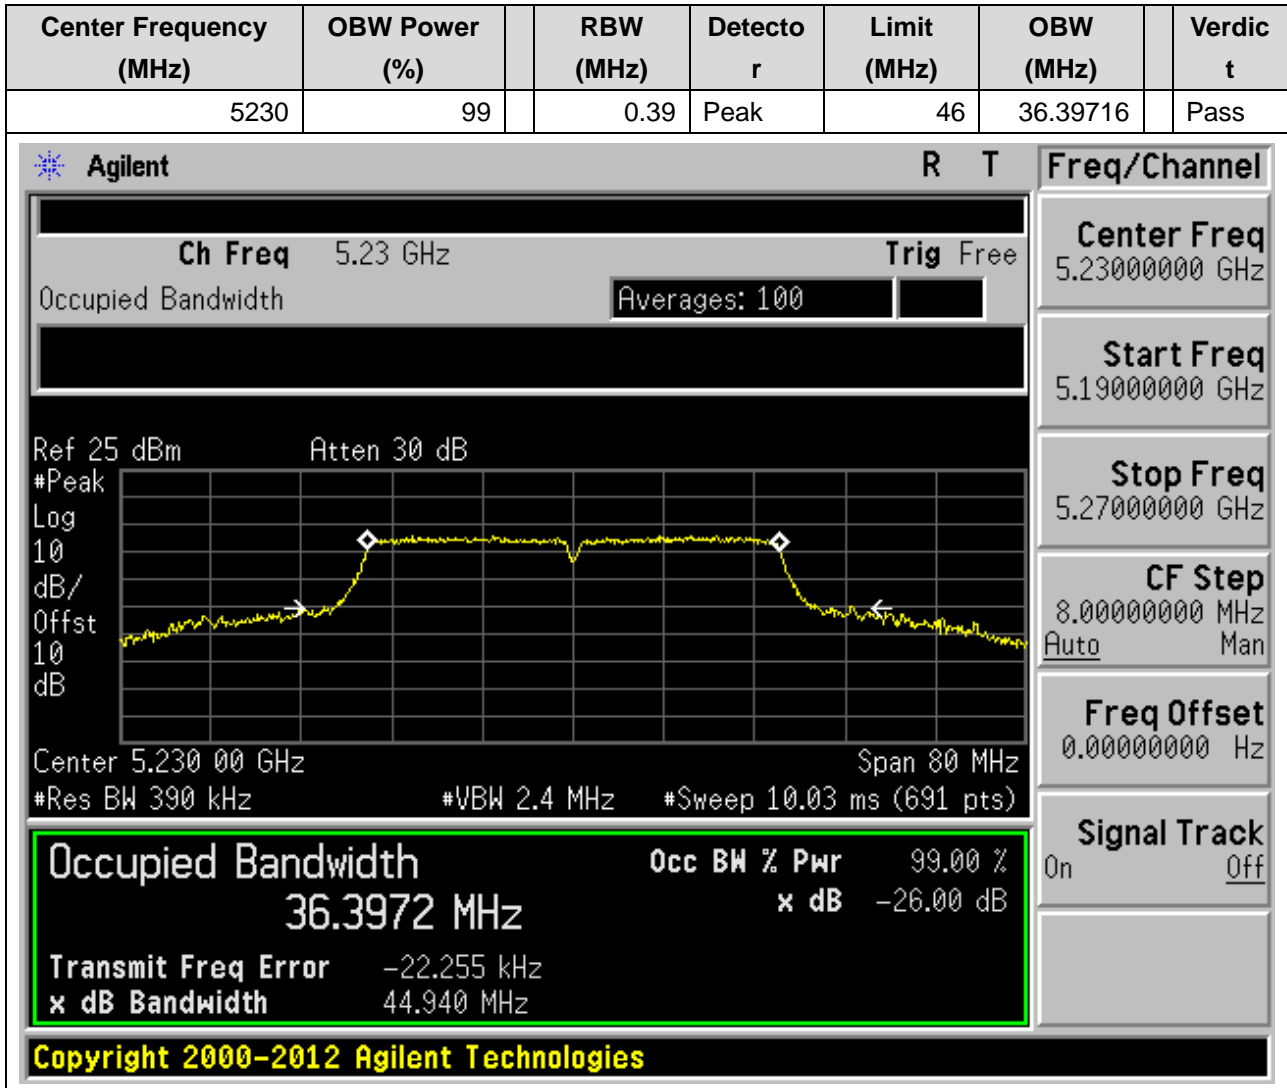 Center Frequency OBW Power RBW Detecto Limit OBW Verdic
(MHz) (%) (MHz) r (MHz) (MHz) t
5230 99 0.39 Peak 46 36.39716 Pass
Agilent R T Freq/Channel
Ch Freq 5.23 GHz Trig Free
Occupied Bandwidth Averages: 100
Center Freq
5.23000000 GHz
Start Freq
5.19000000 GHz
Stop Freq
5.27000000 GHz
CF Step
8.00000000 MHz
Auto Man
Freq Offset
0.00000000 Hz
Signal Track
On Off
Ref 25 dBm Atten 30 dB
#Peak
Log
10
dB/
Offst
10
dB
Center 5.230 00 GHz Span 80 MHz
#Res BW 390 kHz #VBW 2.4 MHz #Sweep 10.03 ms (691 pts)
Occupied Bandwidth Occ BW % Pwr 99.00 %
36.3972 MHz x dB -26.00 dB
Transmit Freq Error -22.255 kHz
x dB Bandwidth 44.940 MHz
Copyright 2000-2012 Agilent Technologies